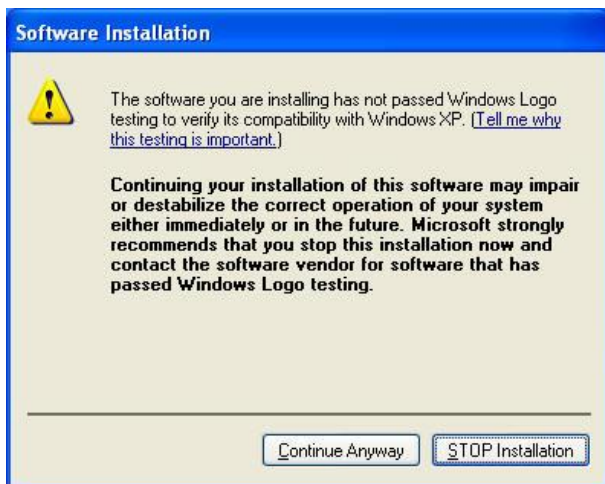 Software Installation
The software you are installing has not passed Windows Logo
testing to verify its compatibility with Windows XP. (Tell me why
this testing is important.)
Continuing your installation of this software may impair
or destabilize the correct operation of your system
either immediately or in the future. Microsoft strongly
recommends that you stop this installation now and
contact the software vendor for software that has
passed Windows Logo testing.
Continue Anyway
STOP Installation